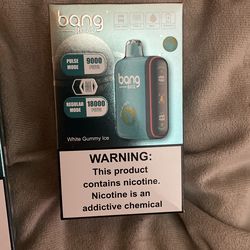 bang
PULSE MODE 9000 PUFFS
bang
REGULAR MODE 18000 PUFFS
White Gummy Ice
WARNING:
This product
contains nicotine.
Nicotine is an
addictive chemical